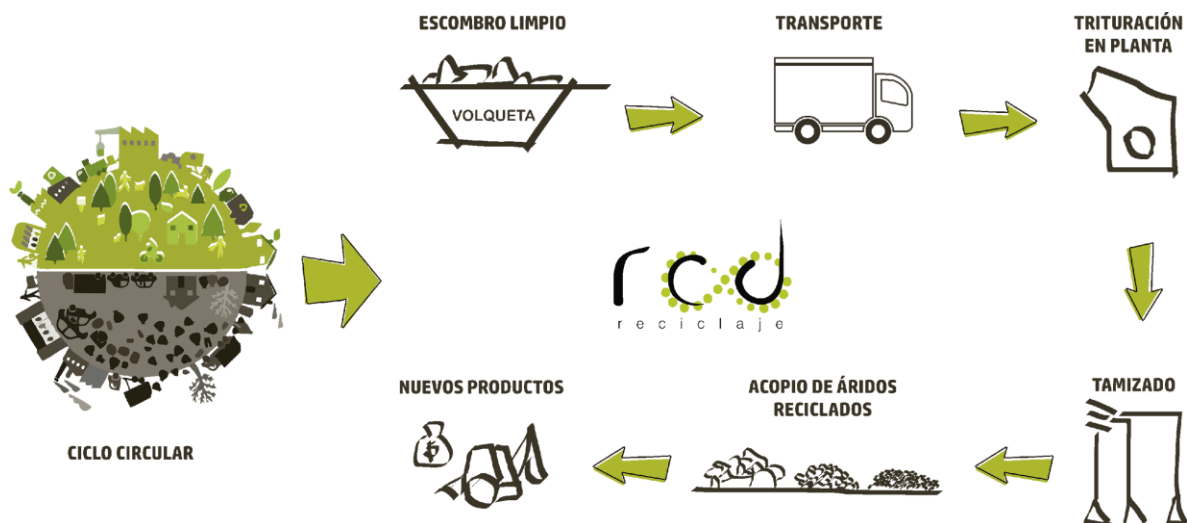 ESCOMBRO LIMPIO
VOLQUETA
TRANSPORTE
TRITURACIÓN
EN PLANTA
rcd
reciclaje
CICLO CIRCULAR
NUEVOS PRODUCTOS
ACOPIO DE ÁRIDOS
RECICLADOS
TAMIZADO